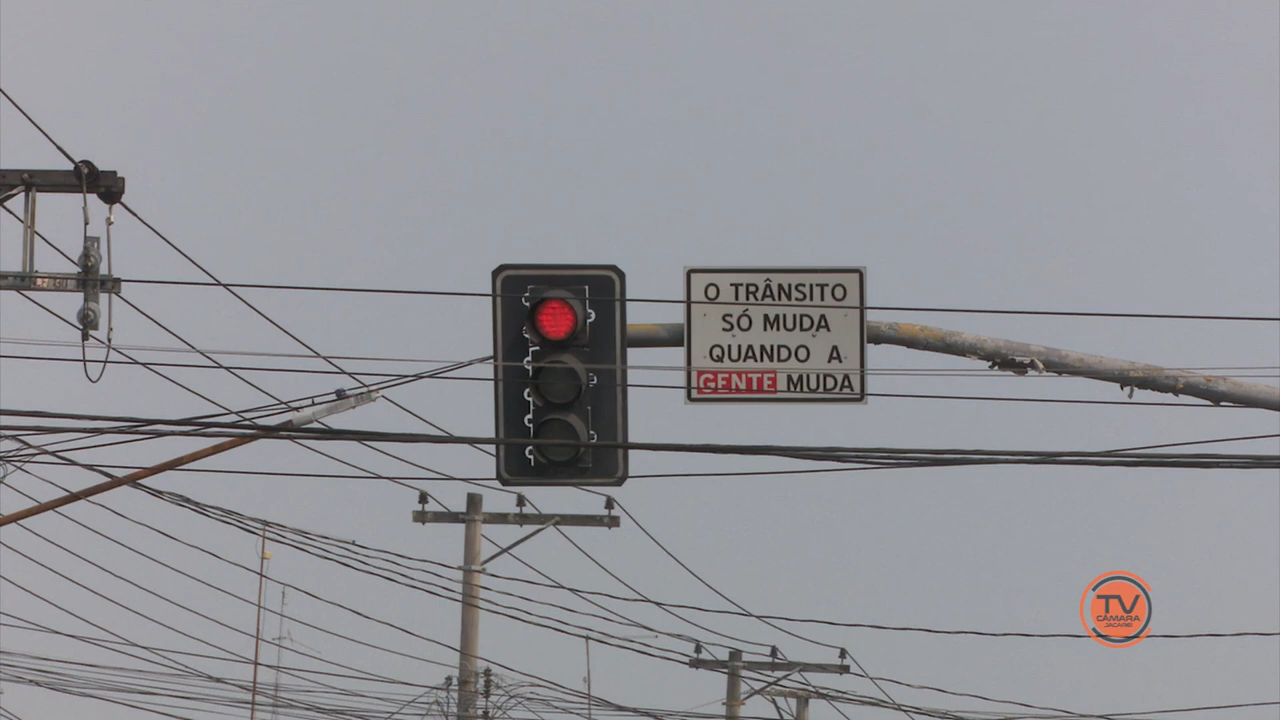 O TRÂNSITO
SÓ MUDA
QUANDO A
GENTE MUDA
TV
CÂMARA
JACAREÍ